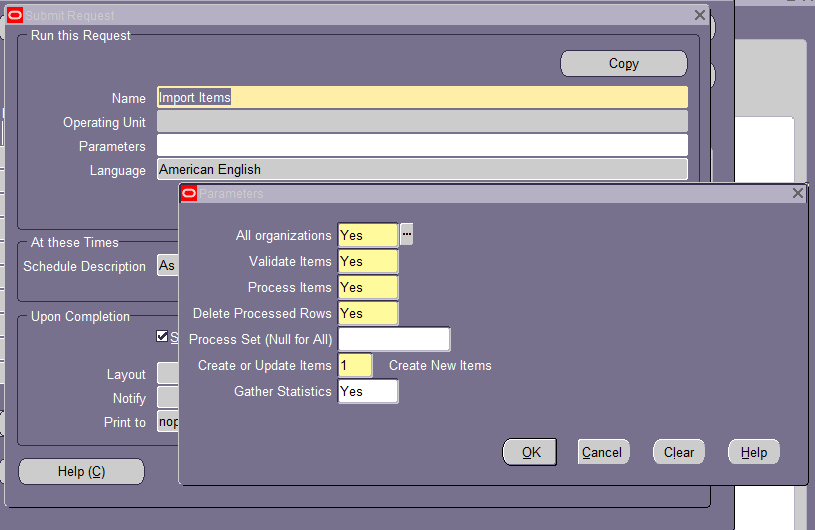 Submit Request
Run this Request
Copy
Name Import Items
Operating Unit
Parameters
Language American English
Parameters
All organizations Yes ...
At these Times
Validate Items Yes
Schedule Description As
Process Items Yes
Delete Processed Rows Yes
Upon Completion
Process Set (Null for All)
S
Create or Update Items 1 Create New Items
Layout
Gather Statistics Yes
Notify
Print to nop
OK Cancel Clear Help
Help (C)